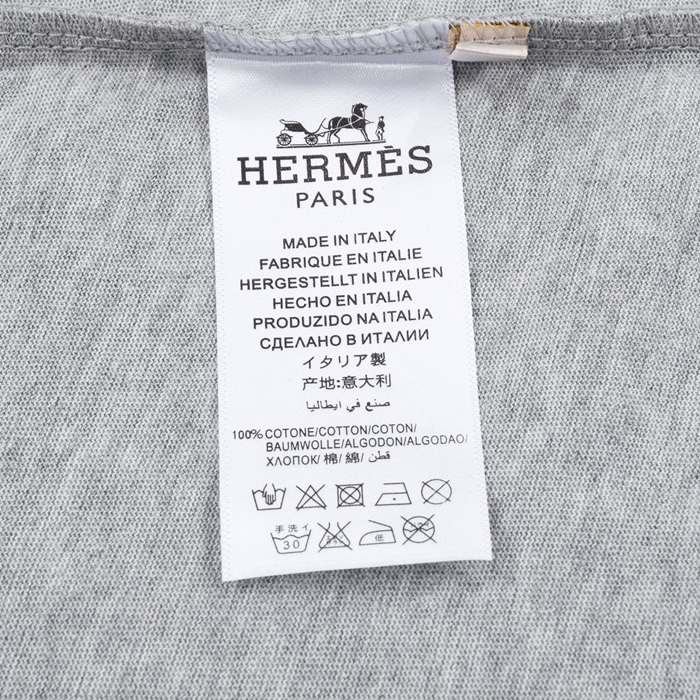 HERMĒS
PARIS
MADE IN ITALY
FABRIQUE EN ITALIE
HERGESTELLT IN ITALIEN
HECHO EN ITALIA
PRODUZIDO NA ITALIA
СДЕЛАНО В ИТАЛИИ
イタリア製
产地:意大利
صنع في ايطاليا
100% COTONE/COTTON/COTON/
BAUMWOLLE/ALGODON/ALGODAO/
ХЛОПОК/ 棉/ 綿/ قطن
手洗イ
30
低